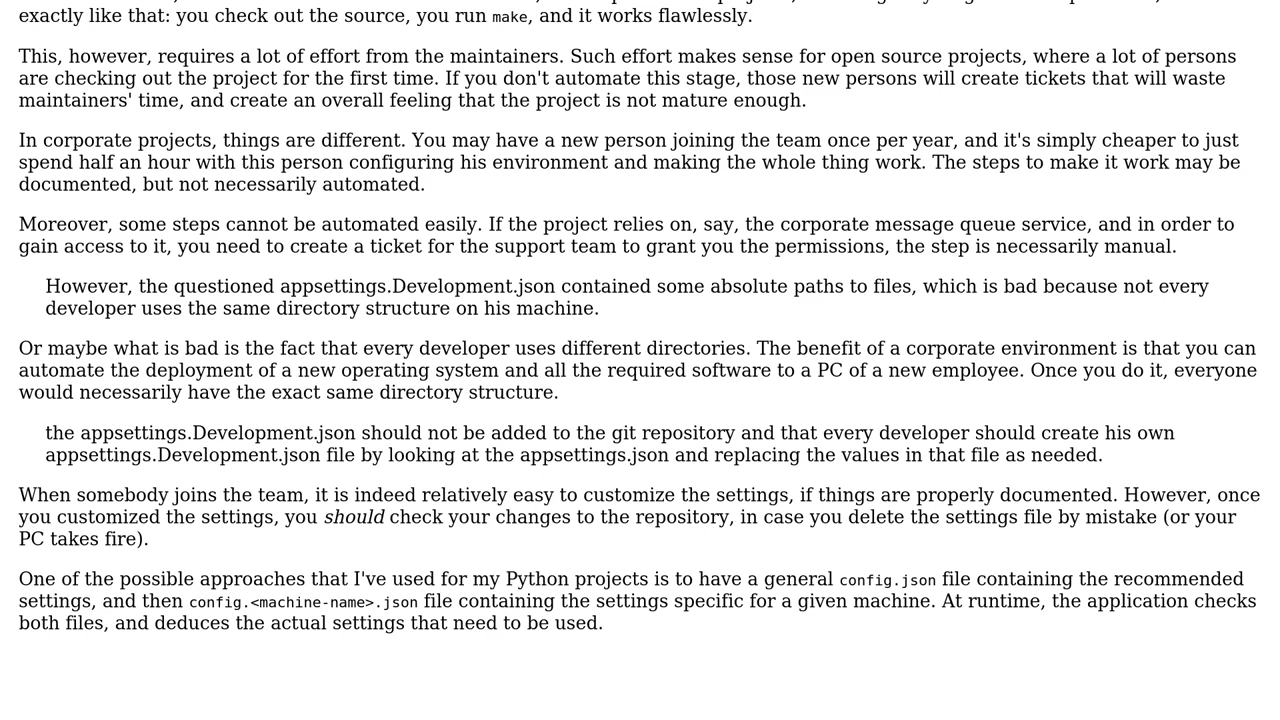 exactly like that: you check out the source, you run make, and it works flawlessly.
This, however, requires a lot of effort from the maintainers. Such effort makes sense for open source projects, where a lot of persons
are checking out the project for the first time. If you don't automate this stage, those new persons will create tickets that will waste
maintainers' time, and create an overall feeling that the project is not mature enough.
In corporate projects, things are different. You may have a new person joining the team once per year, and it's simply cheaper to just
spend half an hour with this person configuring his environment and making the whole thing work. The steps to make it work may be
documented, but not necessarily automated.
Moreover, some steps cannot be automated easily. If the project relies on, say, the corporate message queue service, and in order to
gain access to it, you need to create a ticket for the support team to grant you the permissions, the step is necessarily manual.
However, the questioned appsettings.Development.json contained some absolute paths to files, which is bad because not every
developer uses the same directory structure on his machine.
Or maybe what is bad is the fact that every developer uses different directories. The benefit of a corporate environment is that you can
automate the deployment of a new operating system and all the required software to a PC of a new employee. Once you do it, everyone
would necessarily have the exact same directory structure.
the appsettings.Development.json should not be added to the git repository and that every developer should create his own
appsettings.Development.json file by looking at the appsettings.json and replacing the values in that file as needed.
When somebody joins the team, it is indeed relatively easy to customize the settings, if things are properly documented. However, once
you customized the settings, you should check your changes to the repository, in case you delete the settings file by mistake (or your
PC takes fire).
One of the possible approaches that I've used for my Python projects is to have a general config.json file containing the recommended
settings, and then config.<machine-name>.json file containing the settings specific for a given machine. At runtime, the application checks
both files, and deduces the actual settings that need to be used.